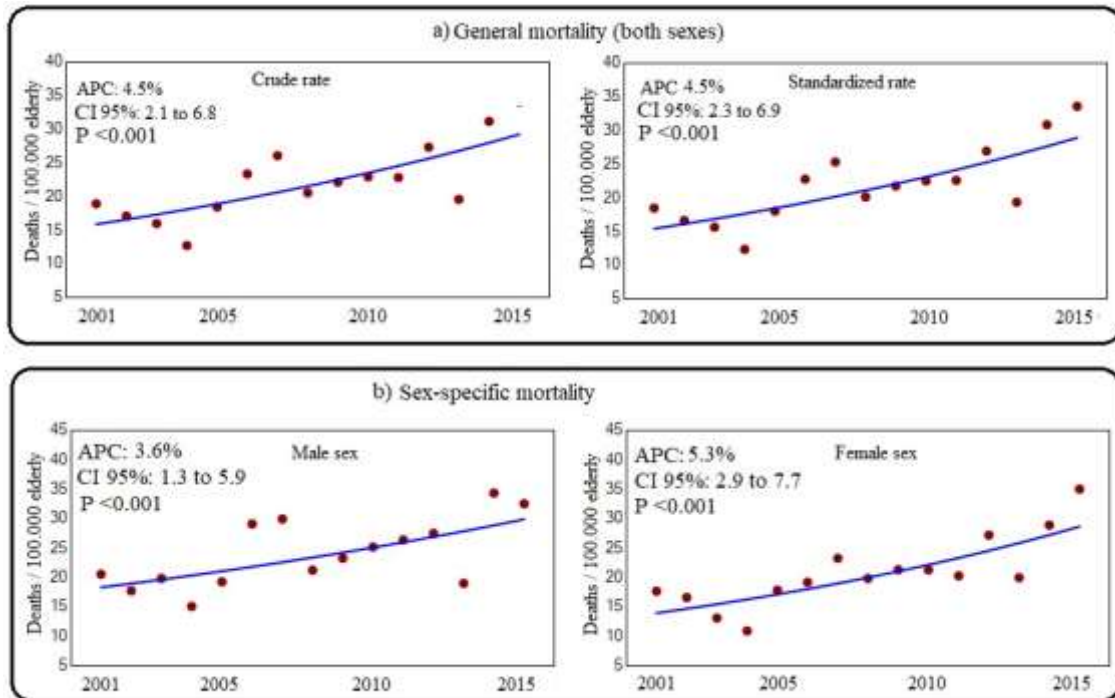 a) General mortality (both sexes)
Crude rate
APC: 4.5%
CI 95%: 2.1 to 6.8
P <0.001
Deaths / 100.000 elderly
40
35
30
25
20
15
10
5
2001
2005
2010
2015
Standardized rate
APC 4.5%
CI 95%: 2.3 to 6.9
P <0.001
Deaths / 100.000 elderly
40
35
30
25
20
15
10
5
2001
2005
2010
2015
b) Sex-specific mortality
Male sex
APC: 3.6%
CI 95%: 1.3 to 5.9
P <0.001
Deaths / 100.000 elderly
45
40
35
30
25
20
15
10
5
2001
2005
2010
2015
Female sex
APC: 5.3%
CI 95%: 2.9 to 7.7
P <0.001
Deaths / 100.000 elderly
45
40
35
30
25
20
15
10
5
2001
2005
2010
2015